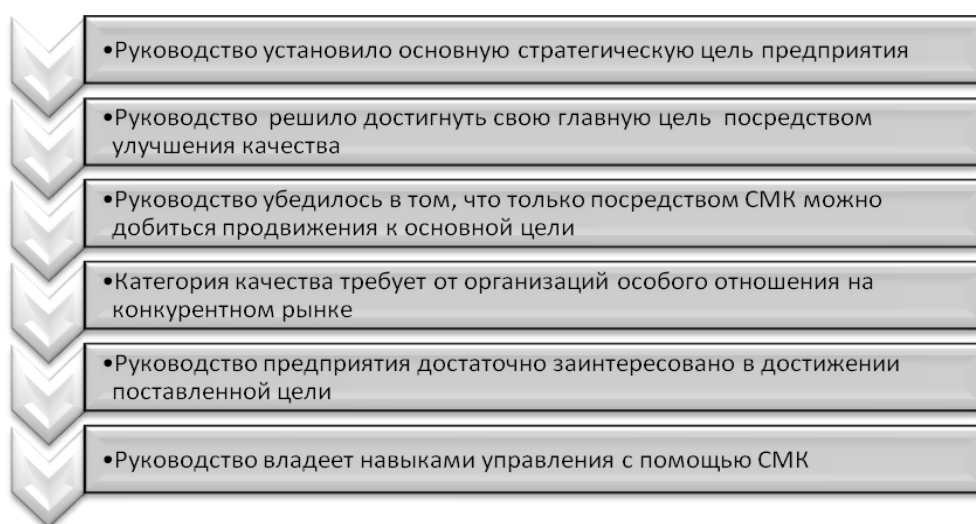 •Руководство установило основную стратегическую цель предприятия
•Руководство решило достигнуть свою главную цель посредством
улучшения качества
•Руководство убедилось в том, что только посредством СМК можно
добиться продвижения к основной цели
•Категория качества требует от организаций особого отношения на
конкурентном рынке
•Руководство предприятия достаточно заинтересовано в достижении
поставленной цели
•Руководство владеет навыками управления с помощью СМК